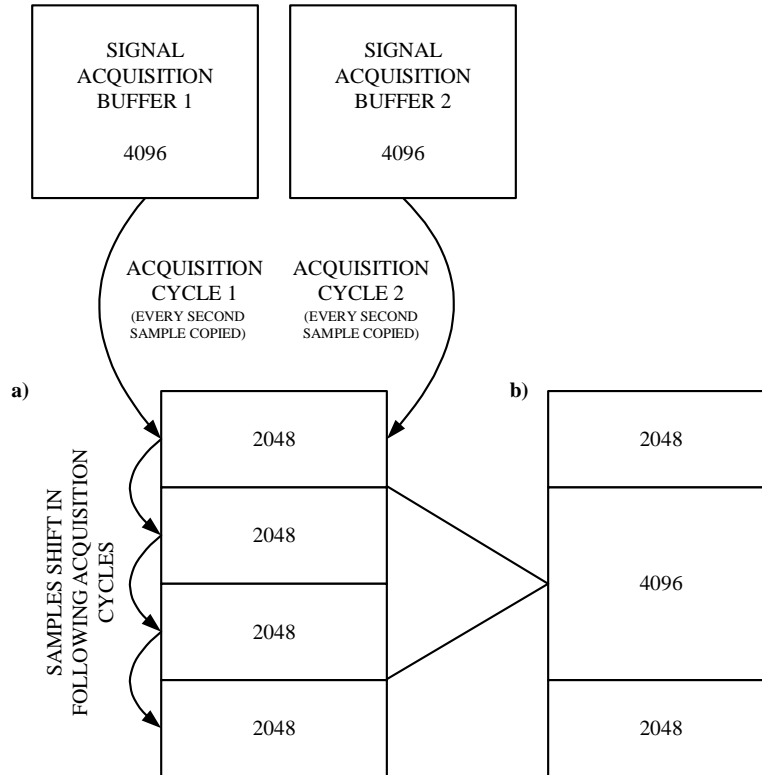 SIGNAL
ACQUISITION
BUFFER 1
4096
SIGNAL
ACQUISITION
BUFFER 2
4096
ACQUISITION
CYCLE 1
(EVERY SECOND
SAMPLE COPIED)
ACQUISITION
CYCLE 2
(EVERY SECOND
SAMPLE COPIED)
a)
2048
2048
2048
2048
SAMPLES SHIFT IN
FOLLOWING ACQUISITION
CYCLES
b)
2048
4096
2048